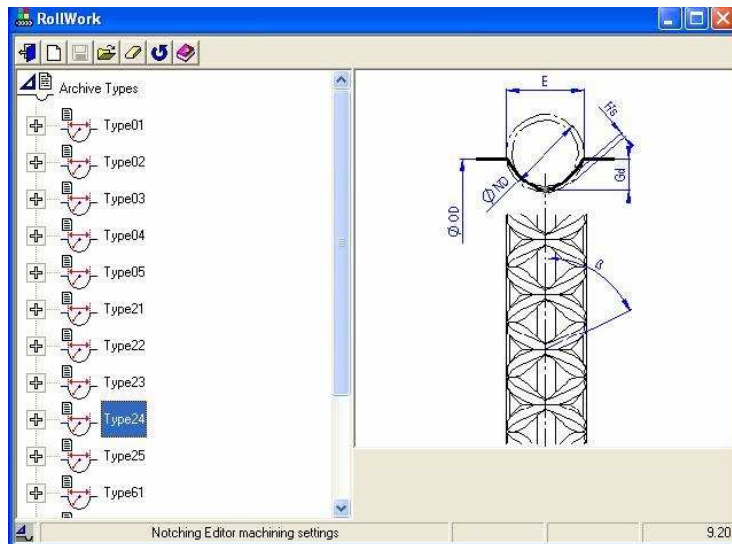 RollWork
Archive Types
Type01
Type02
Type03
Type04
Type05
Type21
Type22
Type23
Type24
Type25
Type61
E
Hs
Ø ND
Gd
Ø OD
β
Notching Editor machining settings
9.20